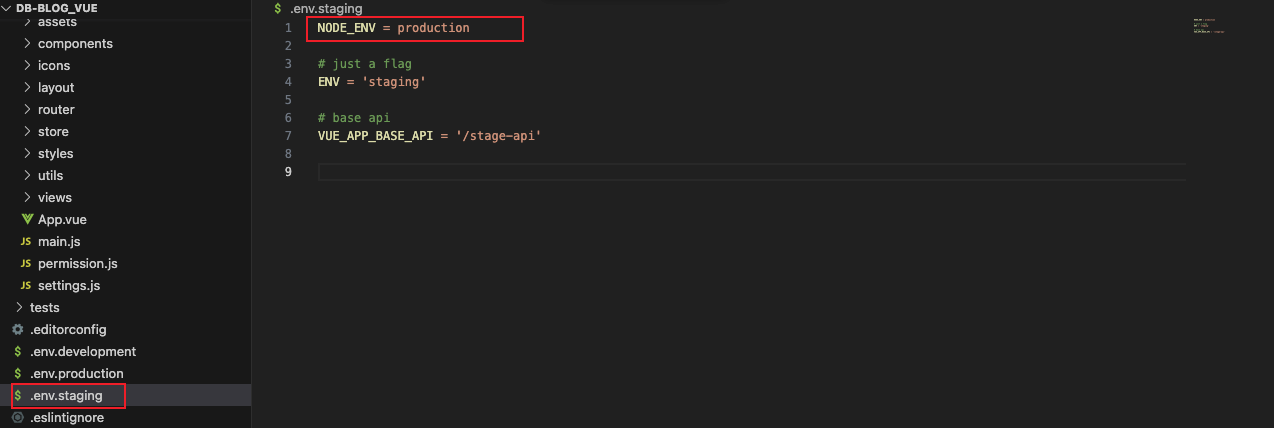 DB-BLOG_VUE
assets
components
icons
layout
router
store
styles
utils
views
App.vue
JS main.js
JS permission.js
JS settings.js
tests
.editorconfig
$ .env.development
$ .env.production
$ .env.staging
.eslintignore
$ .env.staging
1 NODE_ENV = production
2
3 # just a flag
4 ENV = 'staging'
5
6 # base api
7 VUE_APP_BASE_API = '/stage-api'
8
9